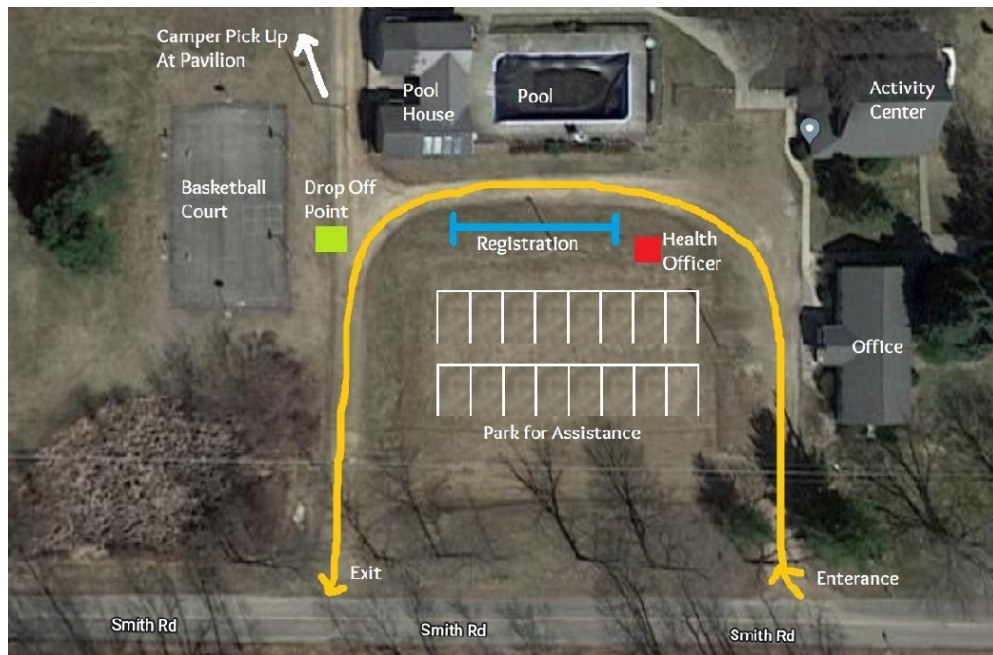 Camper Pick Up
At Pavilion
Pool
House
Pool
Activity
Center
Basketball
Court
Drop Off
Point
Registration
Health
Officer
Office
Park for Assistance
Exit
Enterance
Smith Rd
Smith Rd
Smith Rd